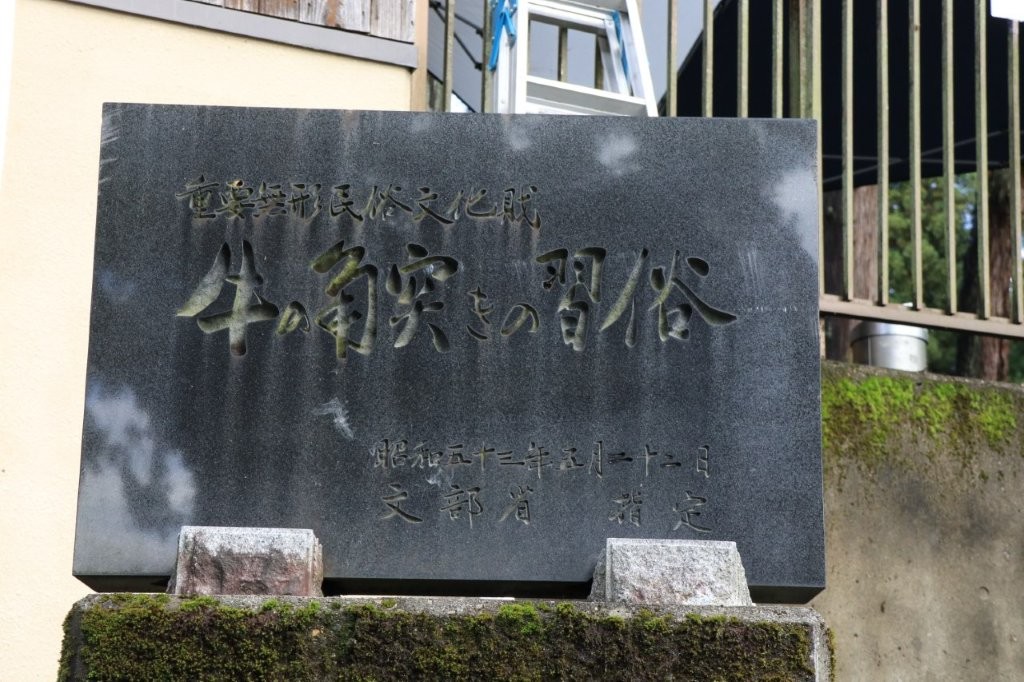 重要無形民俗文化財
牛の角突きの習俗
昭和五十三年五月二十二日
文部省 指定